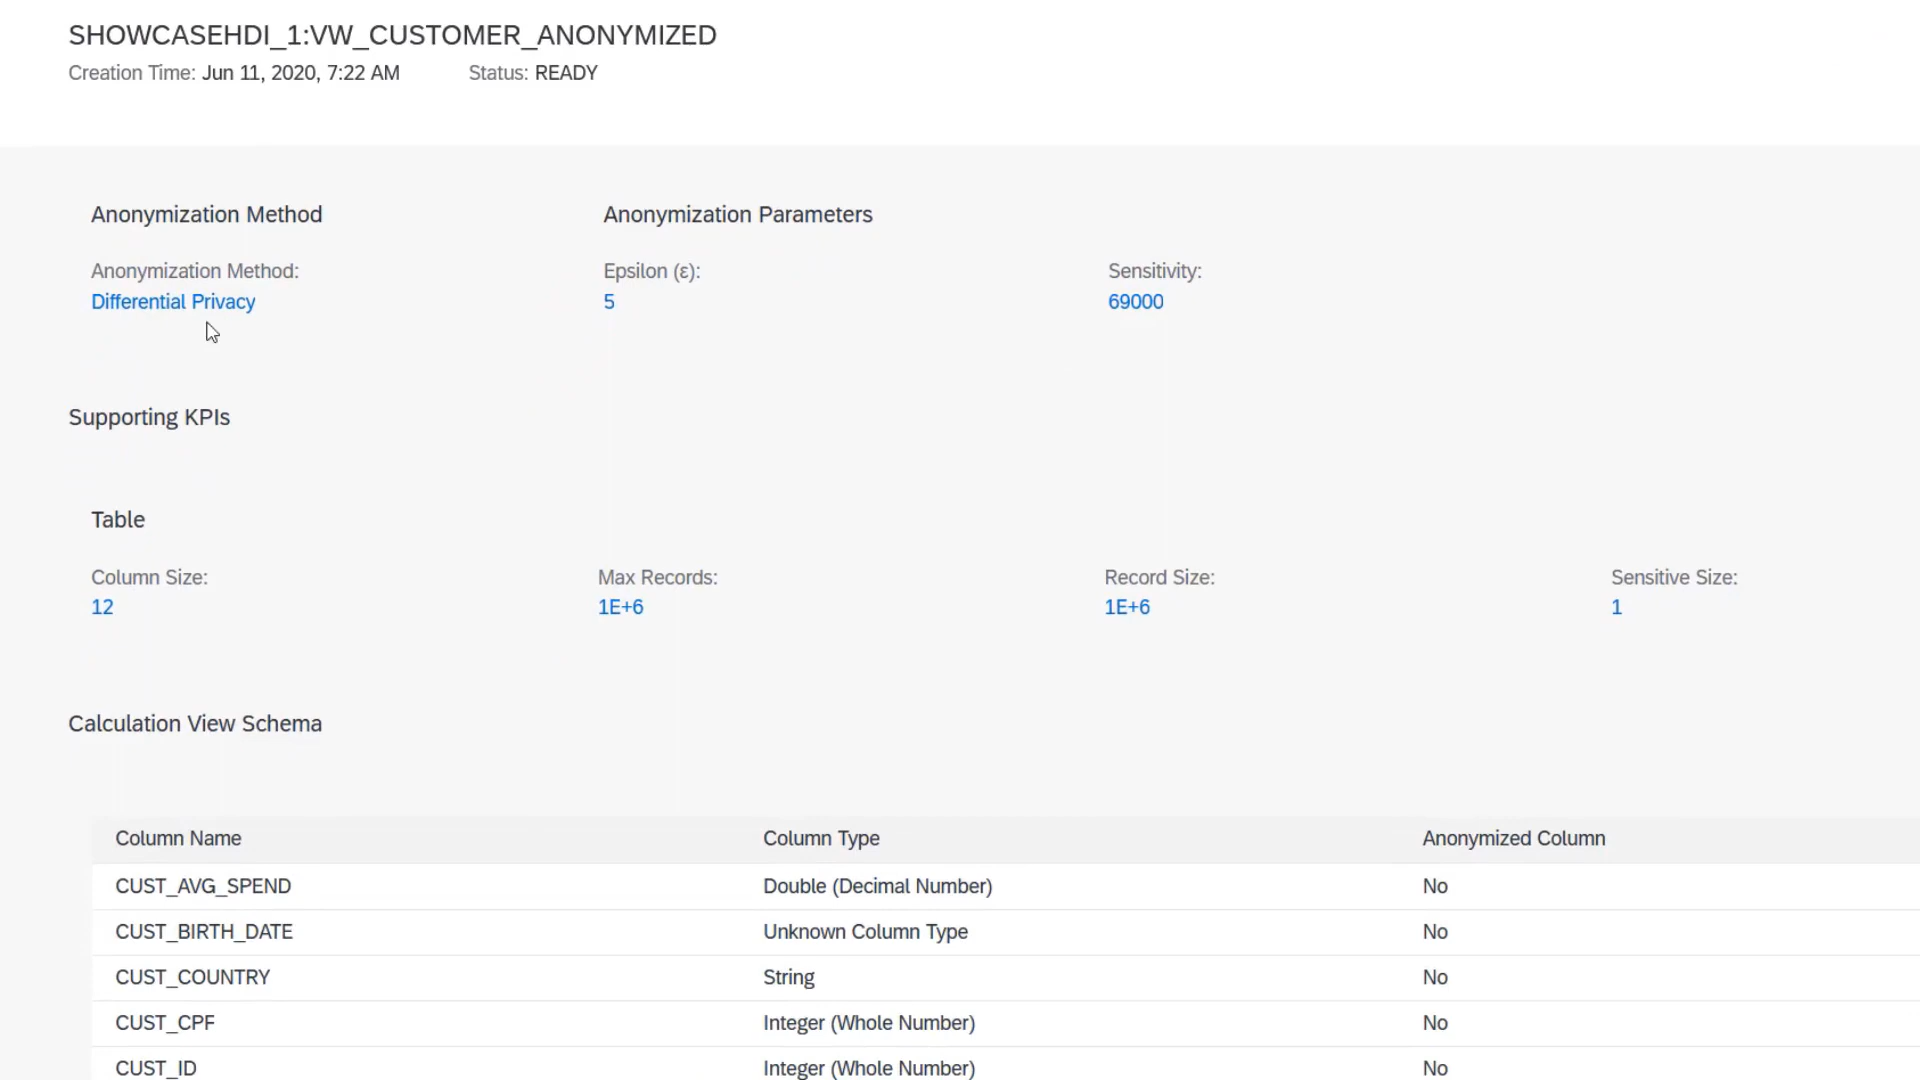 SHOWCASEHDI_1:VW_CUSTOMER_ANONYMIZED
Creation Time: Jun 11, 2020, 7:22 AM Status: READY
Anonymization Method Anonymization Parameters
Anonymization Method: Epsilon (ε): Sensitivity:
Differential Privacy 5 69000
Supporting KPIs
Table
Column Size: Max Records: Record Size: Sensitive Size:
12 1E+6 1E+6 1
Calculation View Schema
Column Name Column Type Anonymized Column
CUST_AVG_SPEND Double (Decimal Number) No
CUST_BIRTH_DATE Unknown Column Type No
CUST_COUNTRY String No
CUST_CPF Integer (Whole Number) No
CUST_ID Integer (Whole Number) No